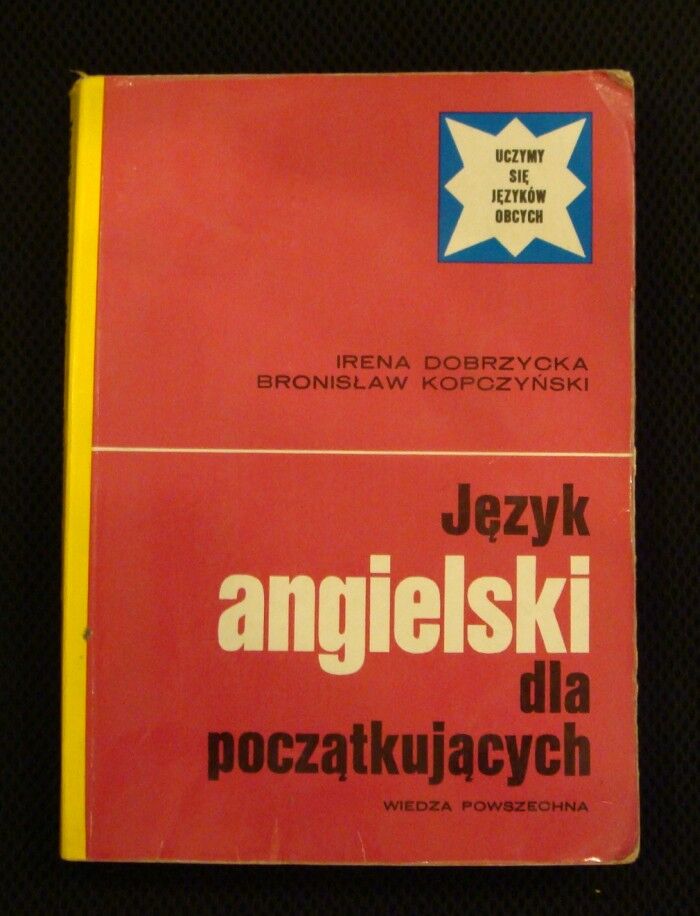 UCZYMY
SIĘ
JĘZYKÓW
OBCYCH
IRENA DOBRZYCKA
BRONISŁAW KOPCZYŃSKI
Język
angielski
dla
początkujących
WIEDZA POWSZECHNA